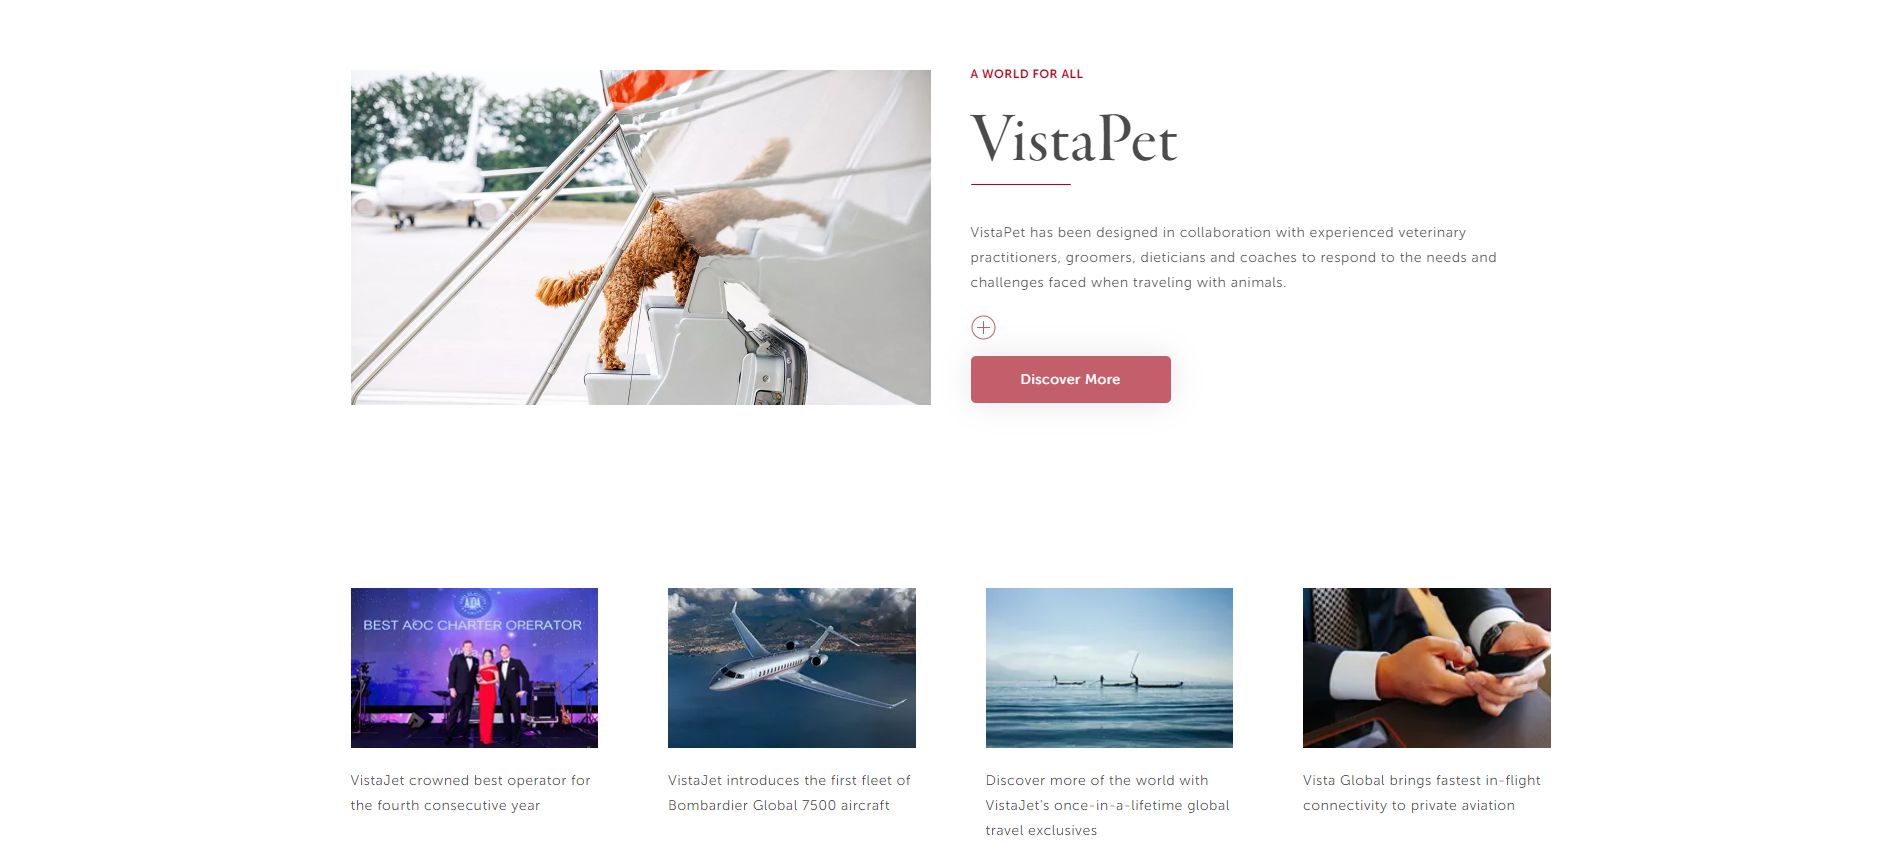 A WORLD FOR ALL
VistaPet
VistaPet has been designed in collaboration with experienced veterinary
practitioners, groomers, dieticians and coaches to respond to the needs and
challenges faced when traveling with animals.
Discover More
BEST AOC CHARTER OPERATOR
VistaJet crowned best operator for
the fourth consecutive year
VistaJet introduces the first fleet of
Bombardier Global 7500 aircraft
Discover more of the world with
VistaJet's once-in-a-lifetime global
travel exclusives
Vista Global brings fastest in-flight
connectivity to private aviation